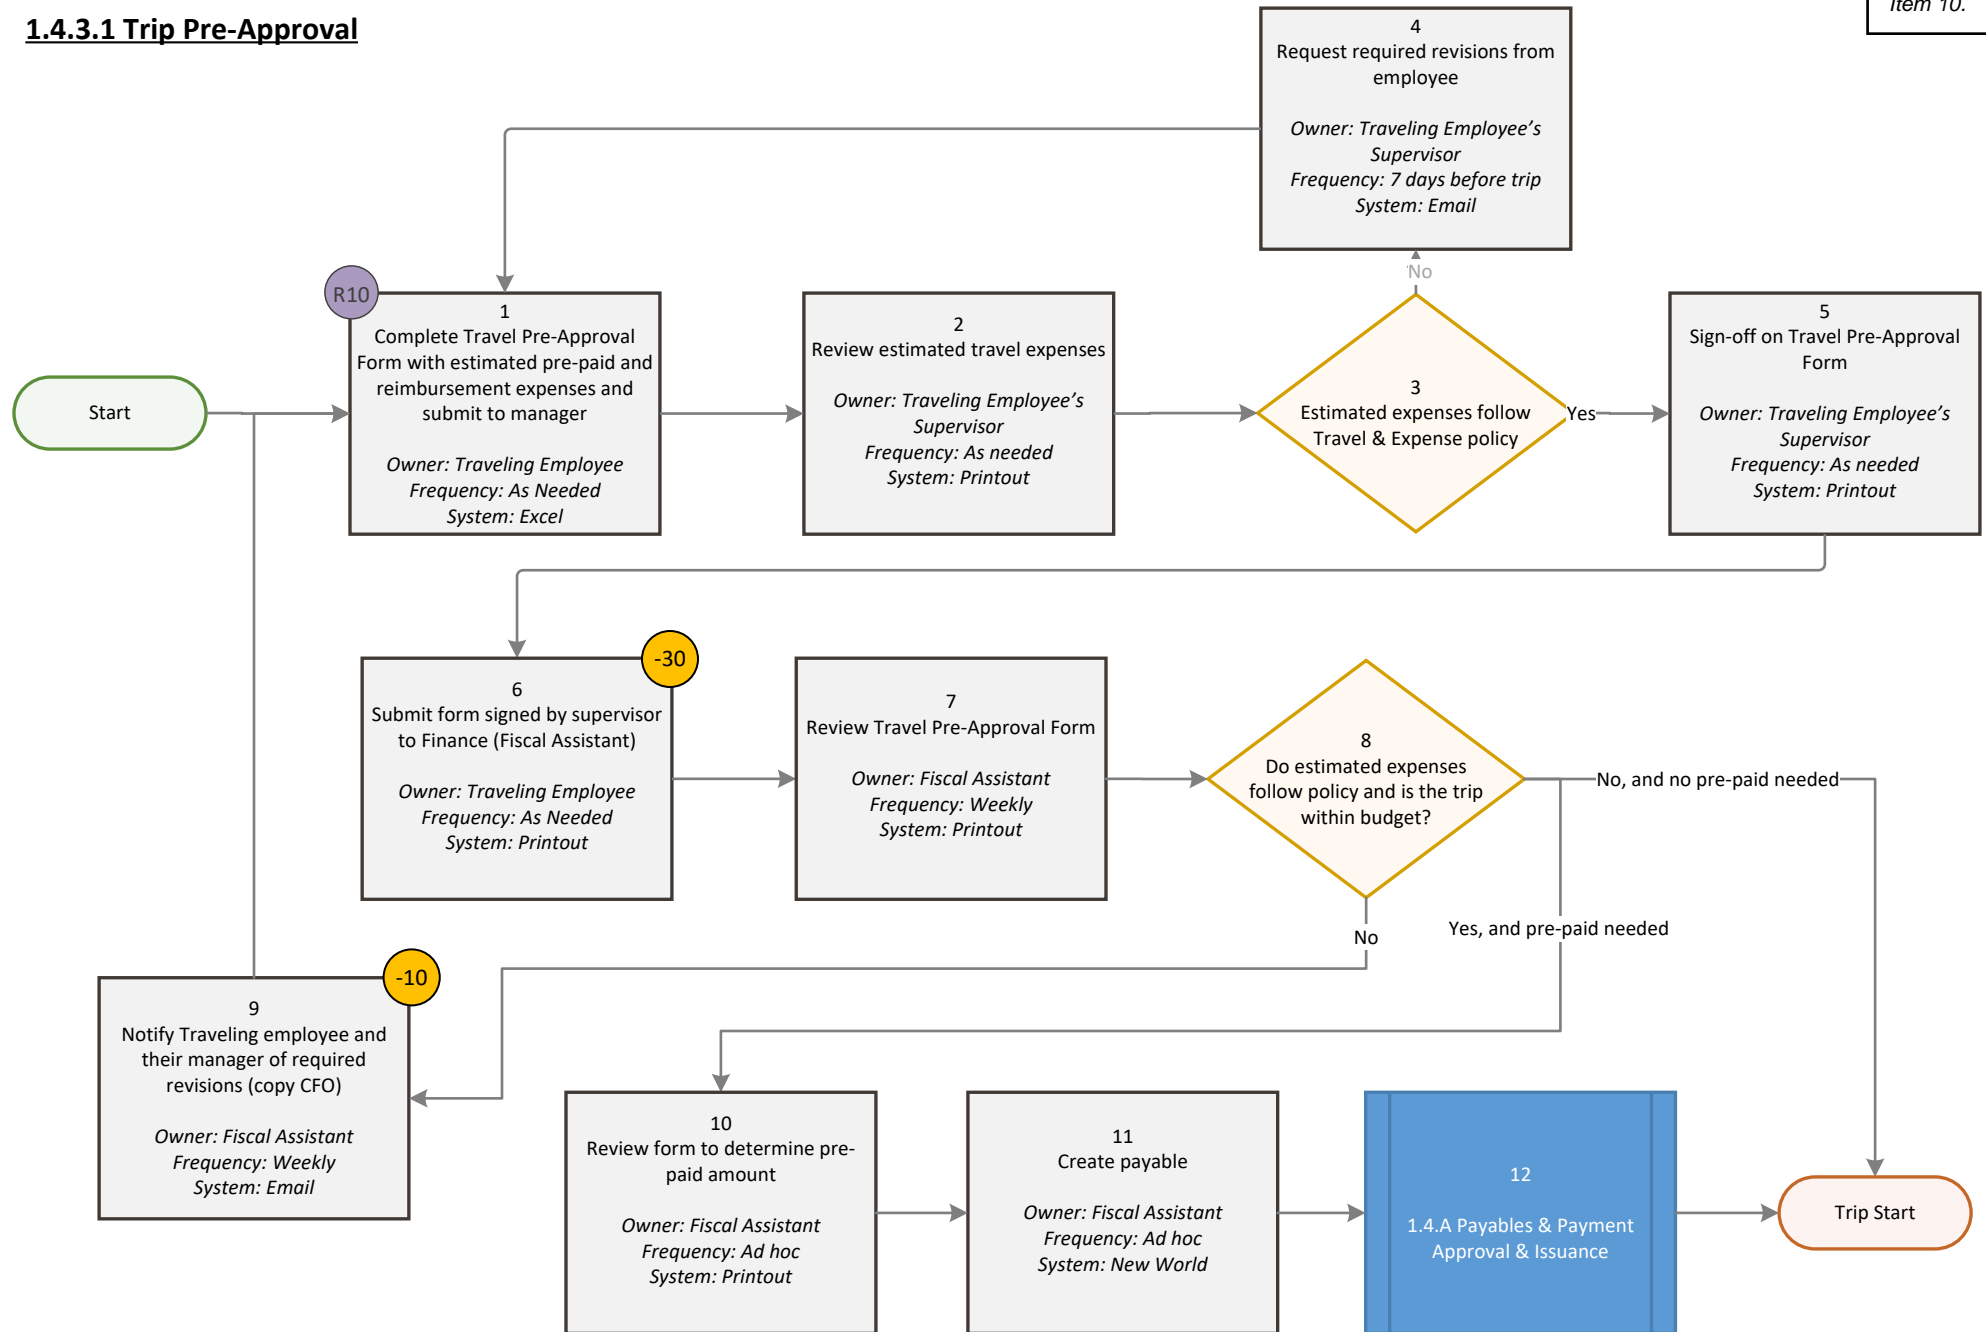 1.4.3.1 Trip Pre-Approval
Item 10.
4
Request required revisions from
employee
Owner: Traveling Employee’s
Supervisor
Frequency: 7 days before trip
System: Email
No
R10
1
Complete Travel Pre-Approval
Form with estimated pre-paid and
reimbursement expenses and
submit to manager
Owner: Traveling Employee
Frequency: As Needed
System: Excel
2
Review estimated travel expenses
Owner: Traveling Employee’s
Supervisor
Frequency: As needed
System: Printout
3
Estimated expenses follow
Travel & Expense policy
Yes
5
Sign-off on Travel Pre-Approval
Form
Owner: Traveling Employee’s
Supervisor
Frequency: As needed
System: Printout
Start
-30
6
Submit form signed by supervisor
to Finance (Fiscal Assistant)
Owner: Traveling Employee
Frequency: As Needed
System: Printout
7
Review Travel Pre-Approval Form
Owner: Fiscal Assistant
Frequency: Weekly
System: Printout
8
Do estimated expenses
follow policy and is the trip
within budget?
No, and no pre-paid needed
Yes, and pre-paid needed
No
-10
9
Notify Traveling employee and
their manager of required
revisions (copy CFO)
Owner: Fiscal Assistant
Frequency: Weekly
System: Email
10
Review form to determine pre-
paid amount
Owner: Fiscal Assistant
Frequency: Ad hoc
System: Printout
11
Create payable
Owner: Fiscal Assistant
Frequency: Ad hoc
System: New World
12
1.4.A Payables & Payment
Approval & Issuance
Trip Start